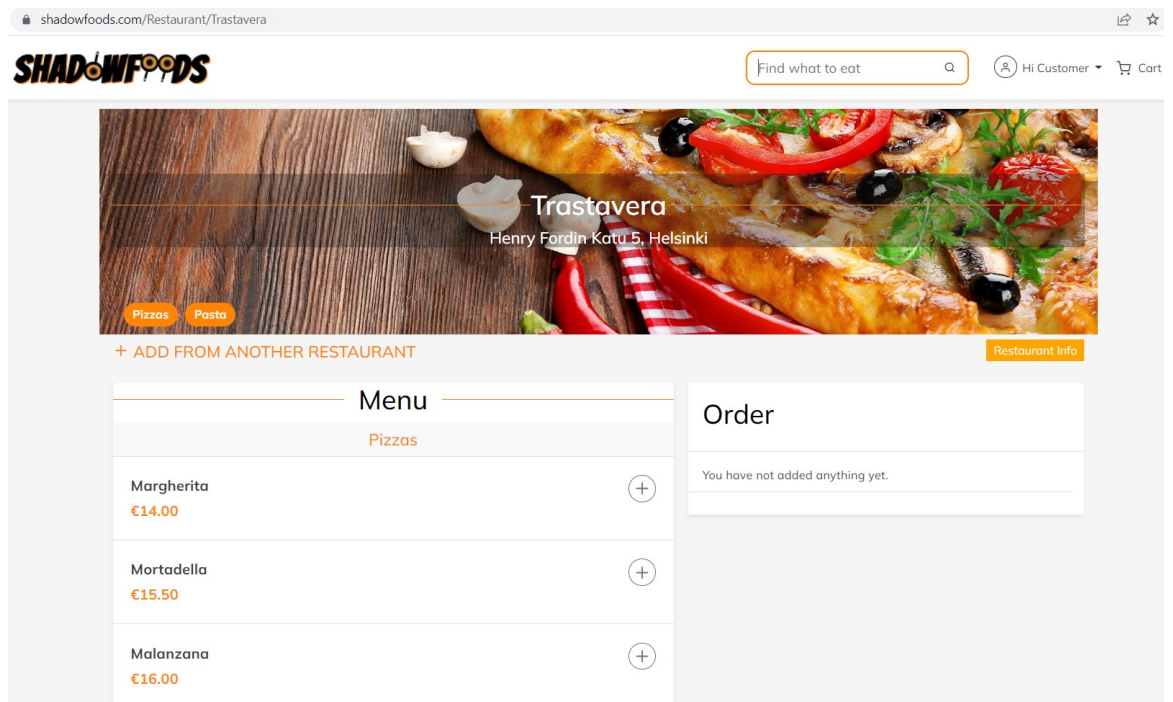 shadowfoods.com/Restaurant/Trastavera
SHADOWFOODS
Find what to eat
Hi Customer
Cart
Trastavera
Henry Fordin Katu 5, Helsinki
Pizzas Pasta
+ ADD FROM ANOTHER RESTAURANT
Restaurant Info
Menu
Pizzas
Margherita
€14.00
Mortadella
€15.50
Malanzana
€16.00
Order
You have not added anything yet.